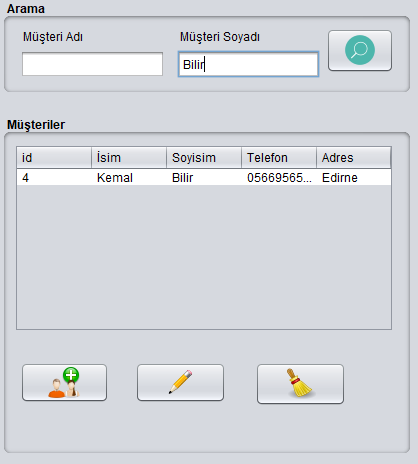 Arama
Müşteri Adı Müşteri Soyadı
Bilir
Müşteriler
id İsim Soyisim Telefon Adres
4 Kemal Bilir 05669565... Edirne